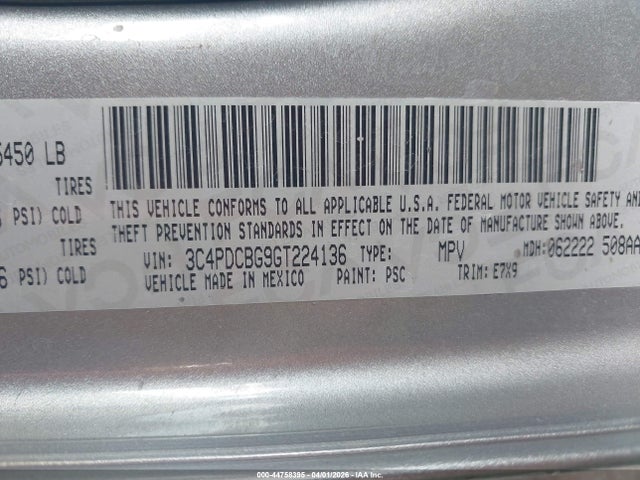 5450 LB
TIRES
PSI) COLD
TIRES
6 PSI) COLD
THIS VEHICLE CONFORMS TO ALL APPLICABLE U.S.A. FEDERAL MOTOR VEHICLE SAFETY AND
THEFT PREVENTION STANDARDS IN EFFECT ON THE DATE OF MANUFACTURE SHOWN ABOVE.
VIN: 3C4PDCBG9GT224136 TYPE: MPV MDH: 062222 508AA
VEHICLE MADE IN MEXICO PAINT: PSC TRIM: E7X9
000-44758395 - 04/01/2026 - IAA Inc.